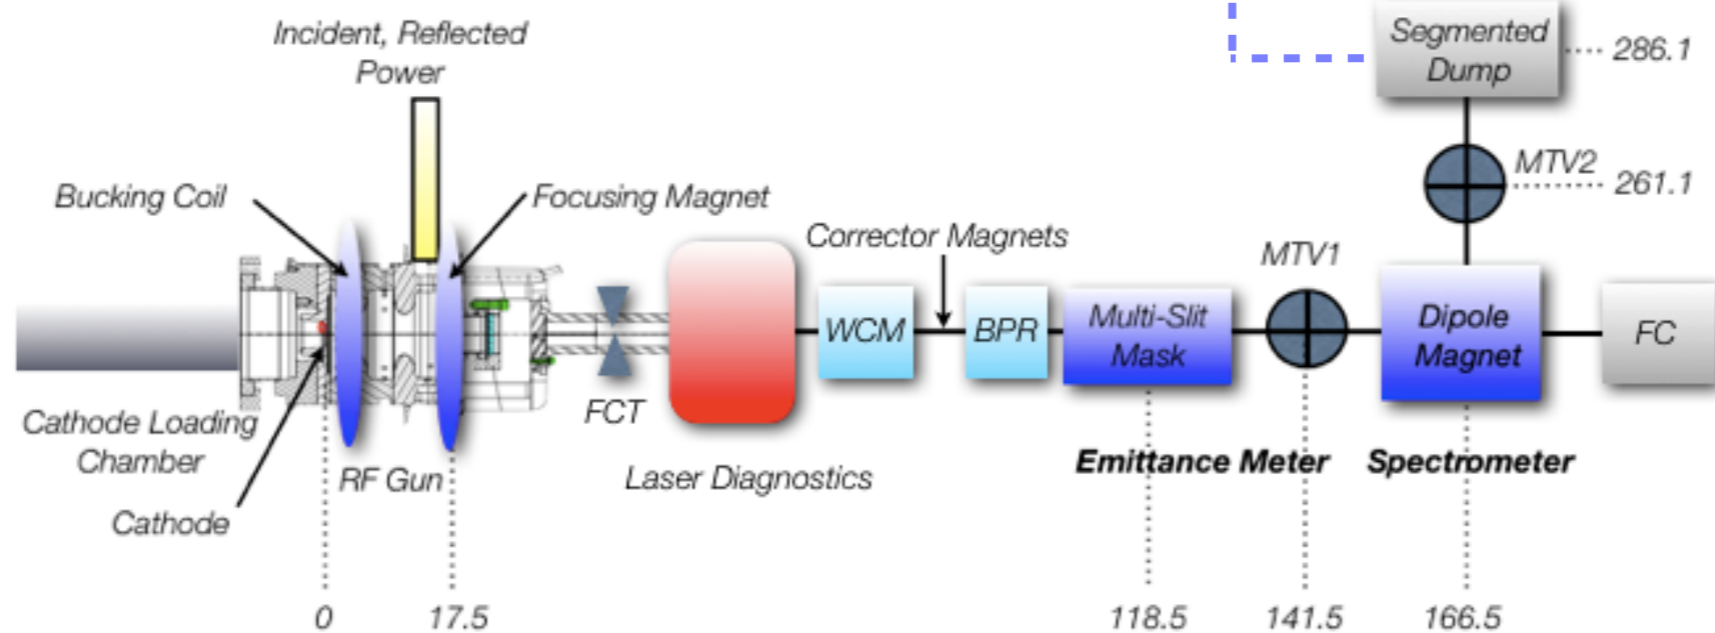 Incident, Reflected
Power
Segmented
Dump
286.1
MTV2
261.1
Bucking Coil
Focusing Magnet
Corrector Magnets
MTV1
WCM
BPR
Multi-Slit
Mask
Dipole
Magnet
FC
FCT
Cathode Loading
Chamber
RF Gun
Laser Diagnostics
Emittance Meter
Spectrometer
Cathode
0
17.5
118.5
141.5
166.5